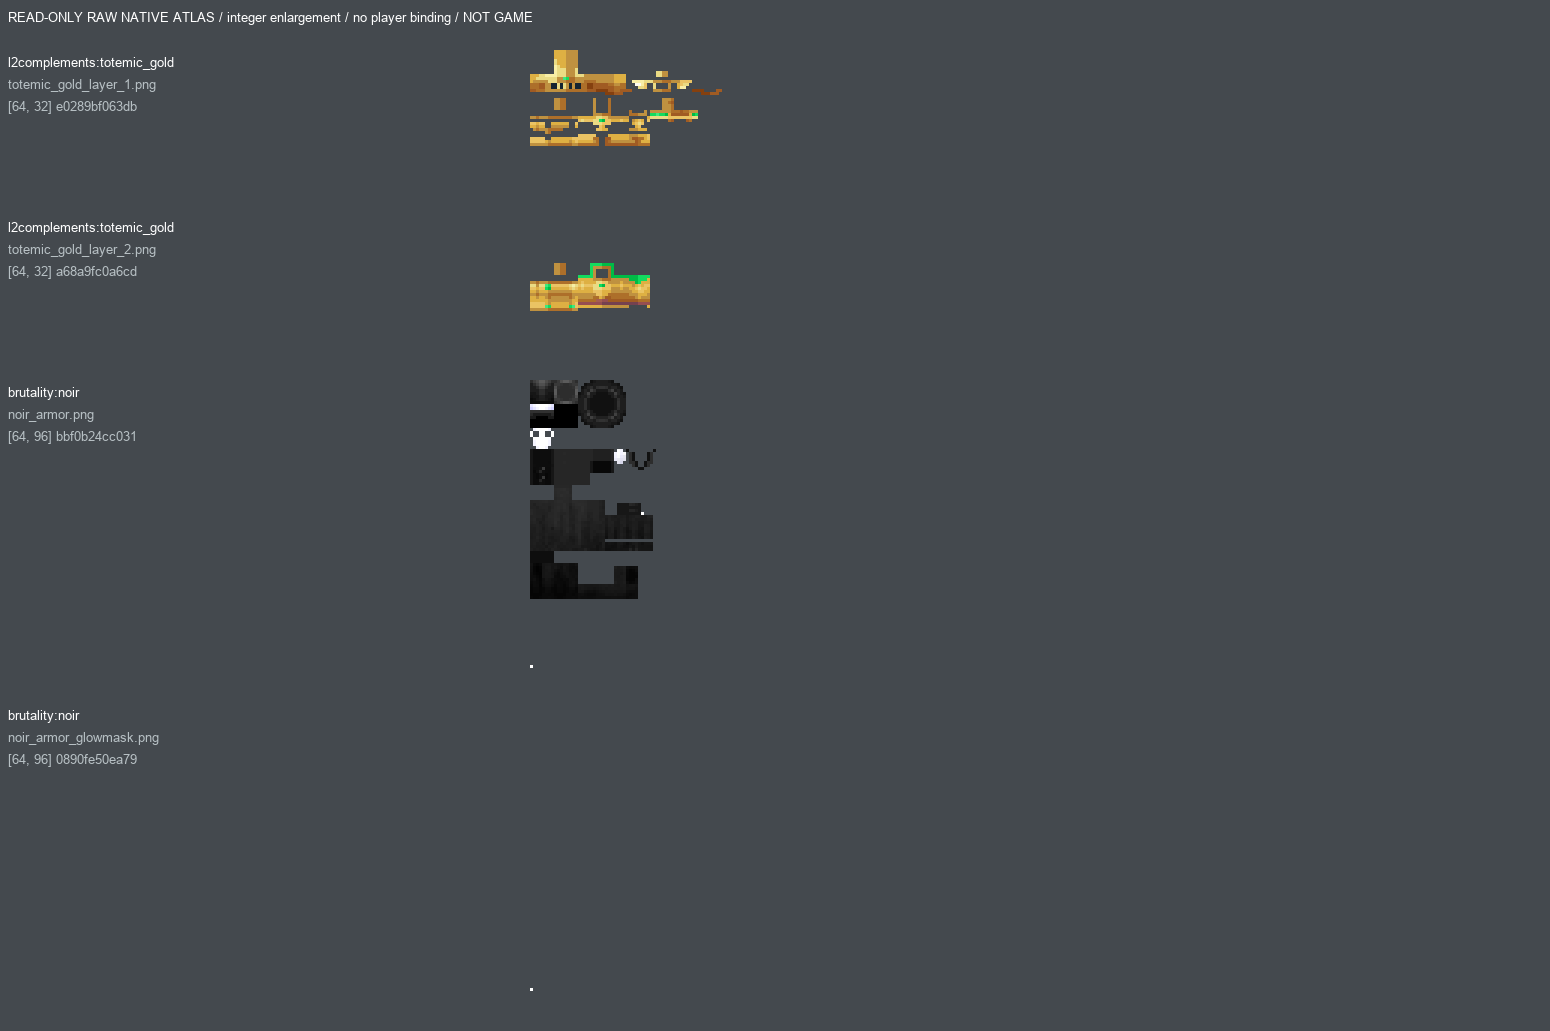 READ-ONLY RAW NATIVE ATLAS / integer enlargement / no player binding / NOT GAME
l2complements:totemic_gold
totemic_gold_layer_1.png
[64, 32] e0289bf063db
l2complements:totemic_gold
totemic_gold_layer_2.png
[64, 32] a68a9fc0a6cd
brutality:noir
noir_armor.png
[64, 96] bbf0b24cc031
brutality:noir
noir_armor_glowmask.png
[64, 96] 0890fe50ea79